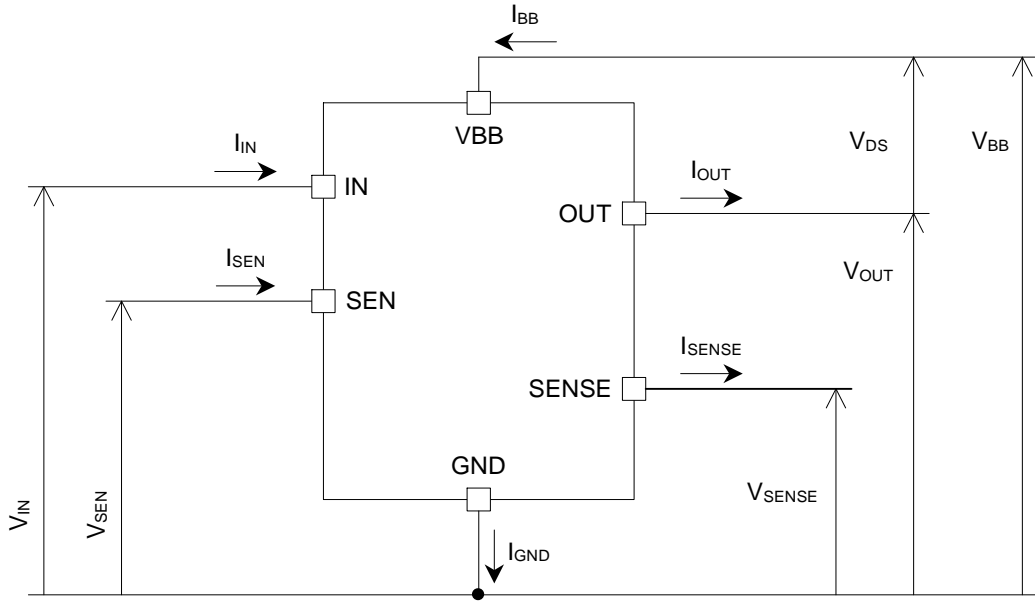 IBB
VBB
VDS
VBB
IIN
IN
IOUT
OUT
ISEN
SEN
VOUT
ISENSE
SENSE
GND
VSENSE
VIN
VSEN
IGND